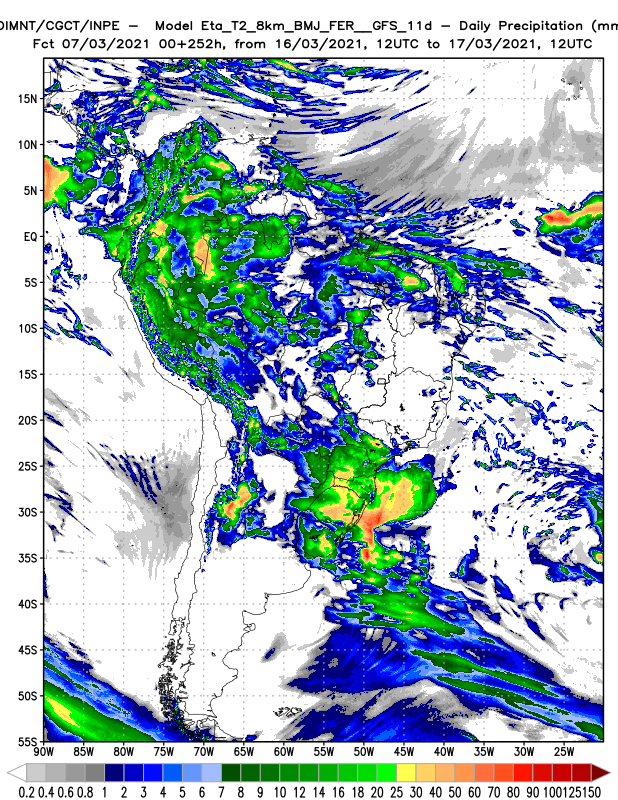 DIMNT/CGCT/INPE – Model Eta_T2_8km_BMJ_FER__GFS_11d – Daily Precipitation (mm
Fct 07/03/2021 00+252h, from 16/03/2021, 12UTC to 17/03/2021, 12UTC
15N
10N
5N
EQ
5S
10S
15S
20S
25S
30S
35S
40S
45S
50S
55S
90W 85W 80W 75W 70W 65W 60W 55W 50W 45W 40W 35W 30W 25W
0.2 0.4 0.6 0.8 1 2 3 4 5 6 7 8 9 10 12 14 16 18 20 25 30 40 50 60 70 80 90 100 125 150